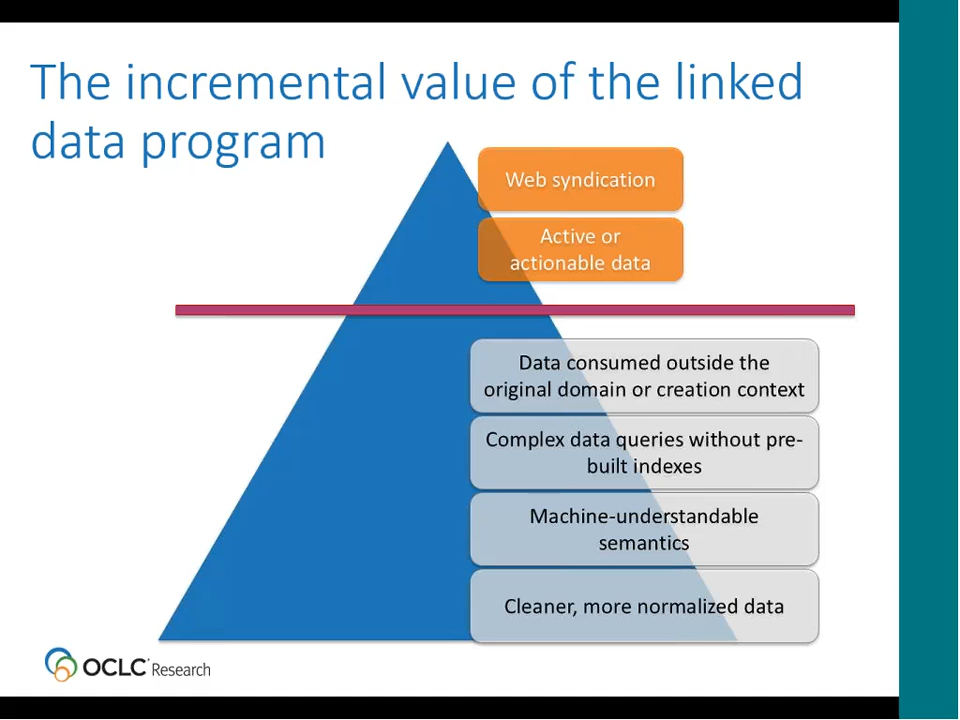 The incremental value of the linked
data program
Web syndication
Active or
actionable data
Data consumed outside the
original domain or creation context
Complex data queries without pre-
built indexes
Machine-understandable
semantics
Cleaner, more normalized data
OCLC Research